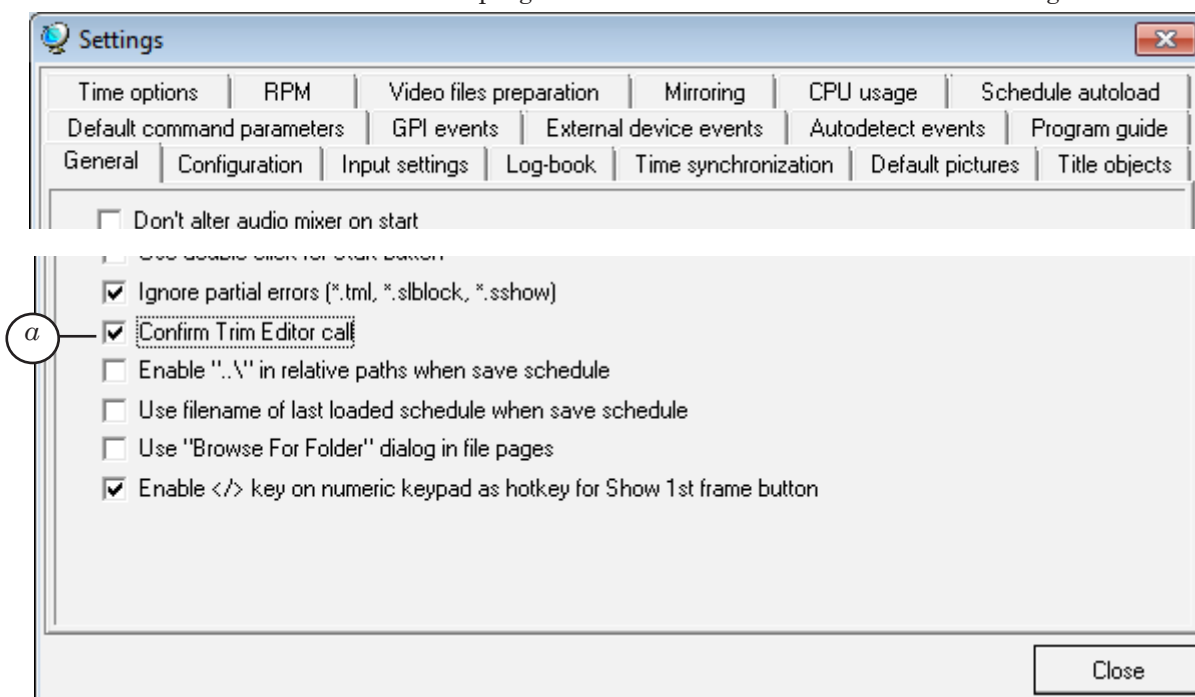 Settings
Time options RPM Video files preparation Mirroring CPU usage Schedule autoload
Default command parameters GPI events External device events Autodetect events Program guide
General Configuration Input settings Log-book Time synchronization Default pictures Title objects
Don't alter audio mixer on start
Ignore partial errors (*.tml, *.slblock, *.sshow)
a
Confirm Trim Editor call
Enable "..\" in relative paths when save schedule
Use filename of last loaded schedule when save schedule
Use "Browse For Folder" dialog in file pages
Enable </> key on numeric keypad as hotkey for Show 1st frame button
Close